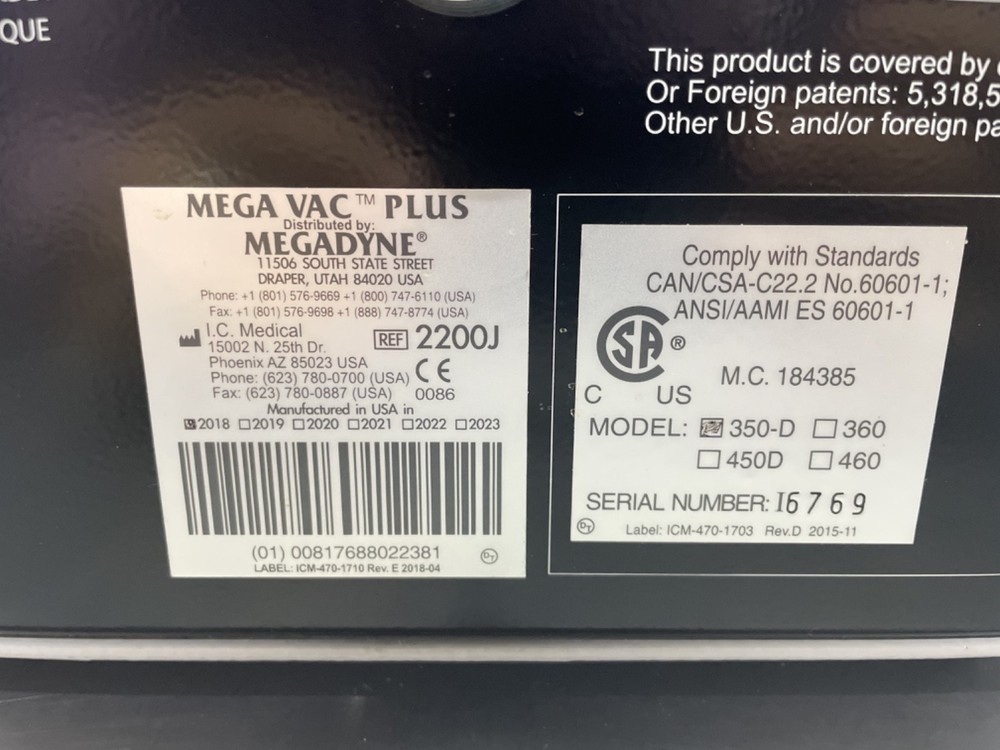 QUE
This product is covered by
Or Foreign patents: 5,318,5
Other U.S. and/or foreign pa
MEGA VAC™ PLUS
Distributed by:
MEGADYNE®
11506 SOUTH STATE STREET
DRAPER, UTAH 84020 USA
Phone: +1 (801) 576-9669 +1 (800) 747-6110 (USA)
Fax: +1 (801) 576-9698 +1 (888) 747-8774 (USA)
I.C. Medical
15002 N. 25th Dr.
REF 2200J
Phoenix AZ 85023 USA
Phone: (623) 780-0700 (USA)
CE
Fax: (623) 780-0887 (USA) 0086
Manufactured in USA in
☒2018 ☐2019 ☐2020 ☐2021 ☐2022 ☐2023
(01) 00817688022381
DT
LABEL: ICM-470-1710 Rev. E 2018-04
Comply with Standards
CAN/CSA-C22.2 No.60601-1;
ANSI/AAMI ES 60601-1
CSA®
C US
M.C. 184385
MODEL: ☒ 350-D ☐ 360
☐ 450D ☐ 460
SERIAL NUMBER: I6769
DT Label: ICM-470-1703 Rev.D 2015-11